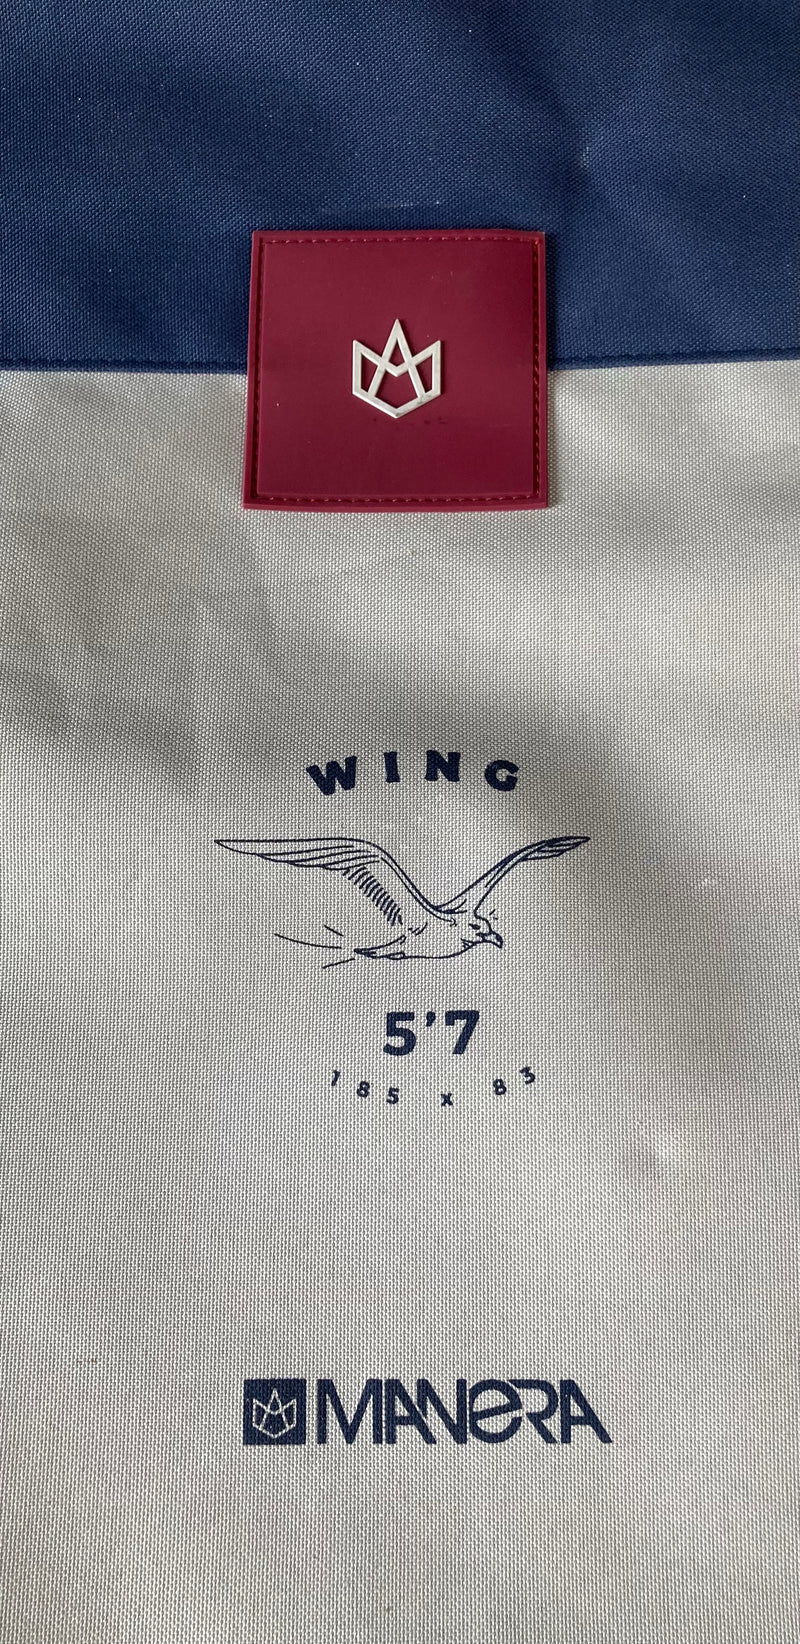 WING
5'7
185 x 83
MANERA